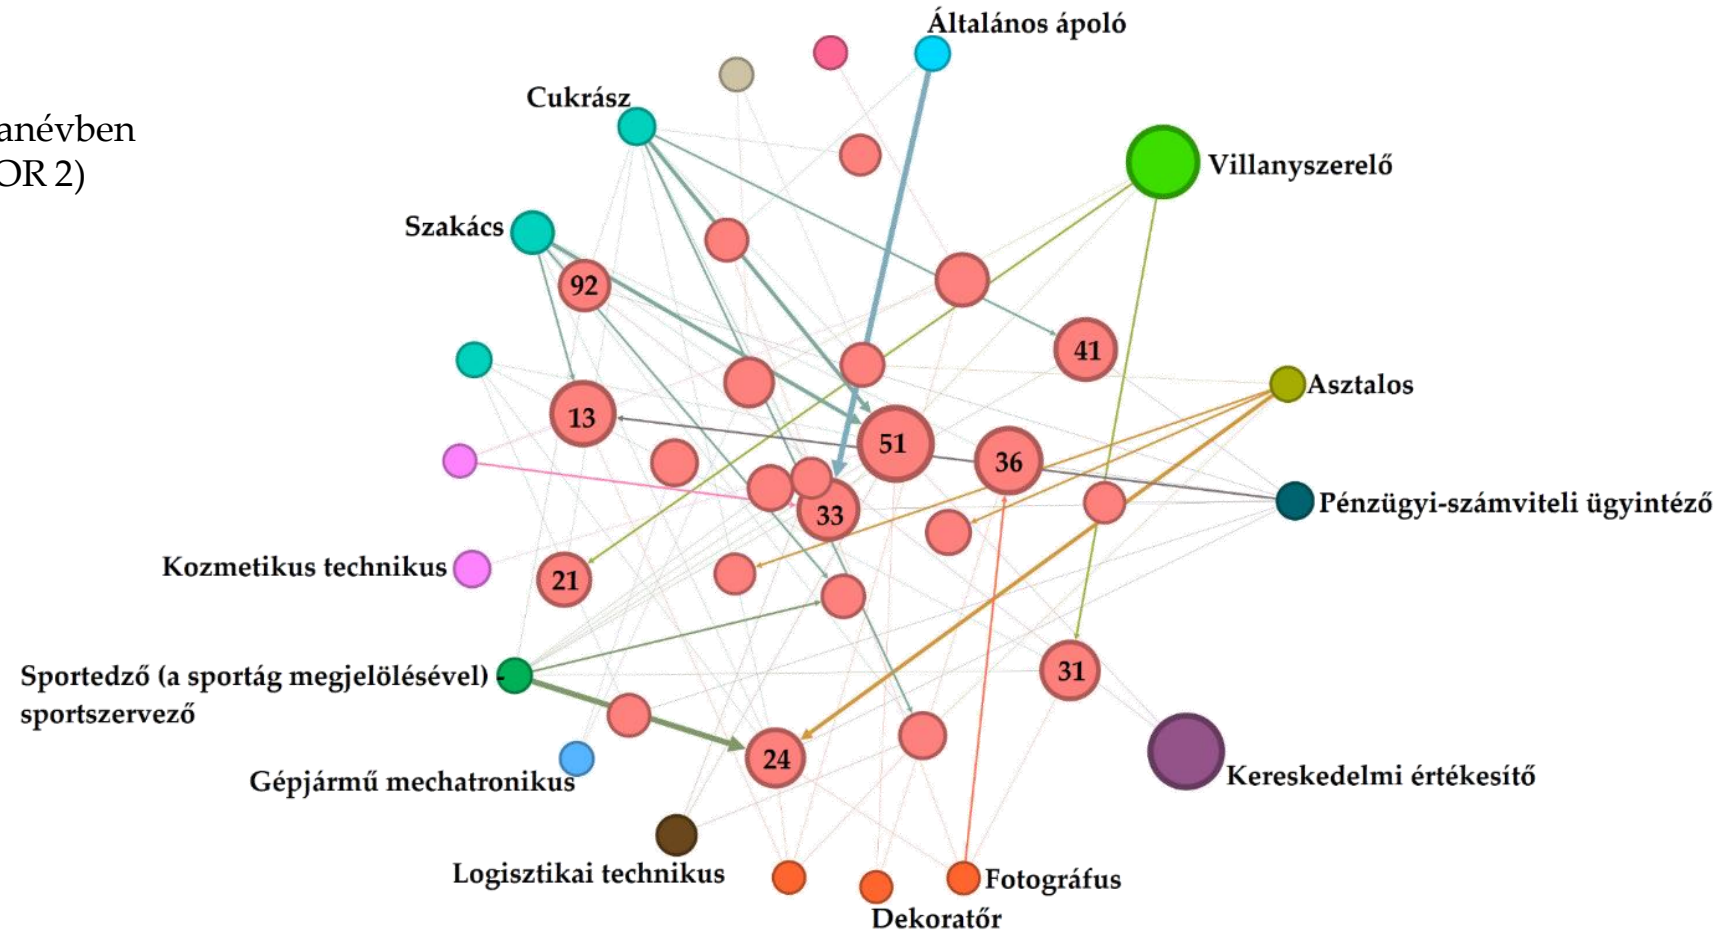 Általános ápoló
Cukrász
anévben
OR 2)
Villanyszerelő
Szakács
92
41
Asztalos
13
51
36
Pénzügyi-számviteli ügyintéző
33
Kozmetikus technikus
21
31
Sportedző (a sportág megjelölésével) -
sportszervező
24
Gépjármű mechatronikus
Kereskedelmi értékesítő
Logisztikai technikus
Fotográfus
Dekoratőr